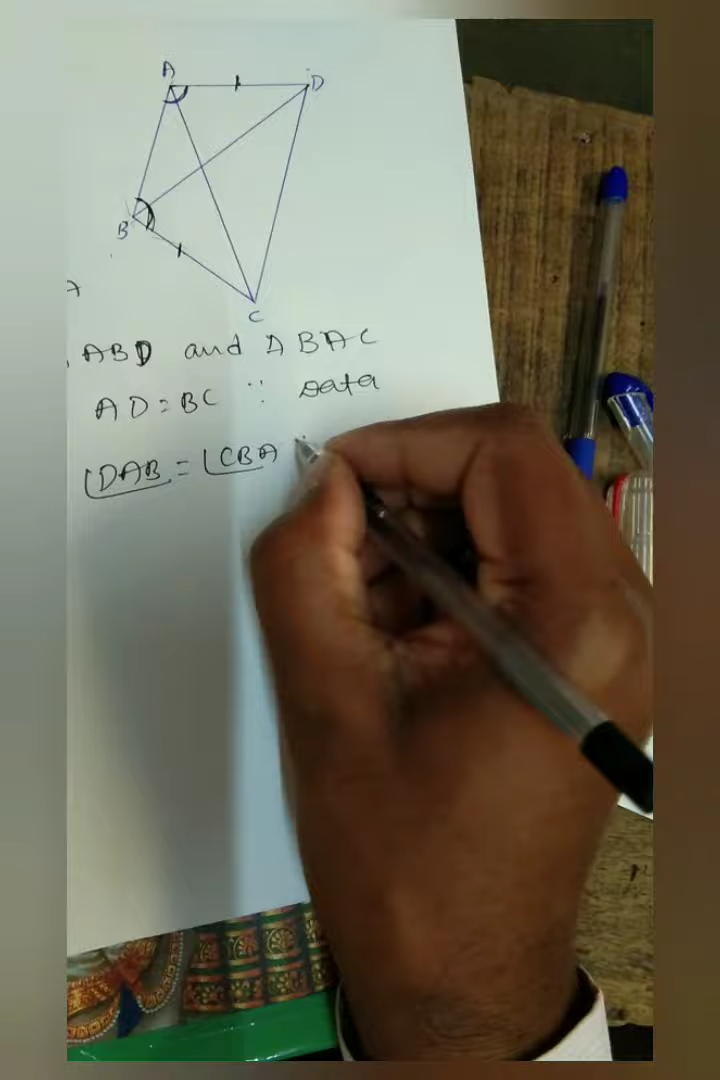 A D
B
C
ABD and Δ BAC
AD = BC ∵ Data
∠DAB = ∠CBA